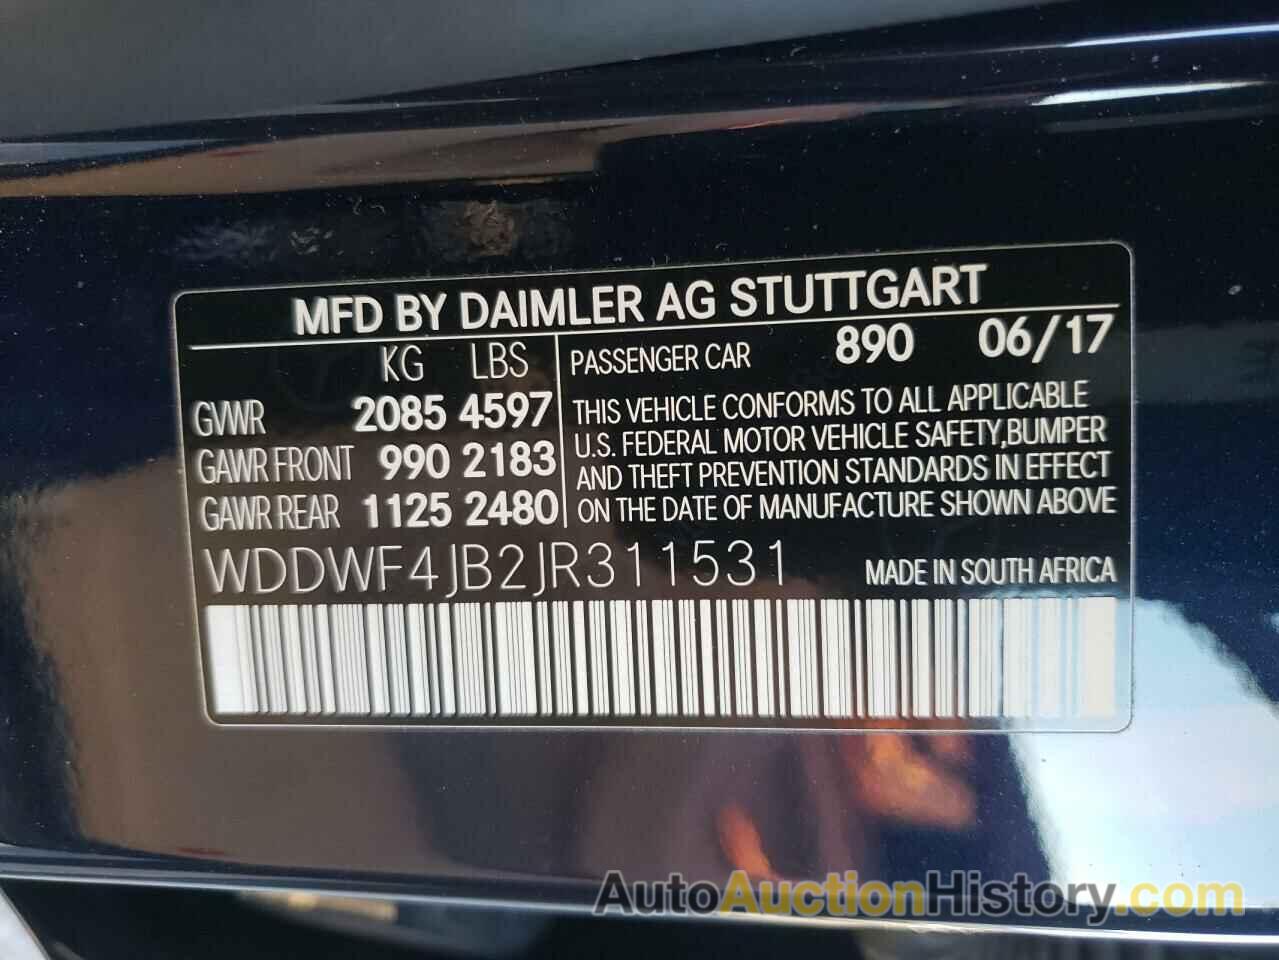 MFD BY DAIMLER AG STUTTGART
KG LBS
GVWR 2085 4597
GAWR FRONT 990 2183
GAWR REAR 1125 2480
PASSENGER CAR 890 06/17
THIS VEHICLE CONFORMS TO ALL APPLICABLE
U.S. FEDERAL MOTOR VEHICLE SAFETY,BUMPER
AND THEFT PREVENTION STANDARDS IN EFFECT
ON THE DATE OF MANUFACTURE SHOWN ABOVE
WDDWF4JB2JR311531 MADE IN SOUTH AFRICA
AutoAuctionHistory.com